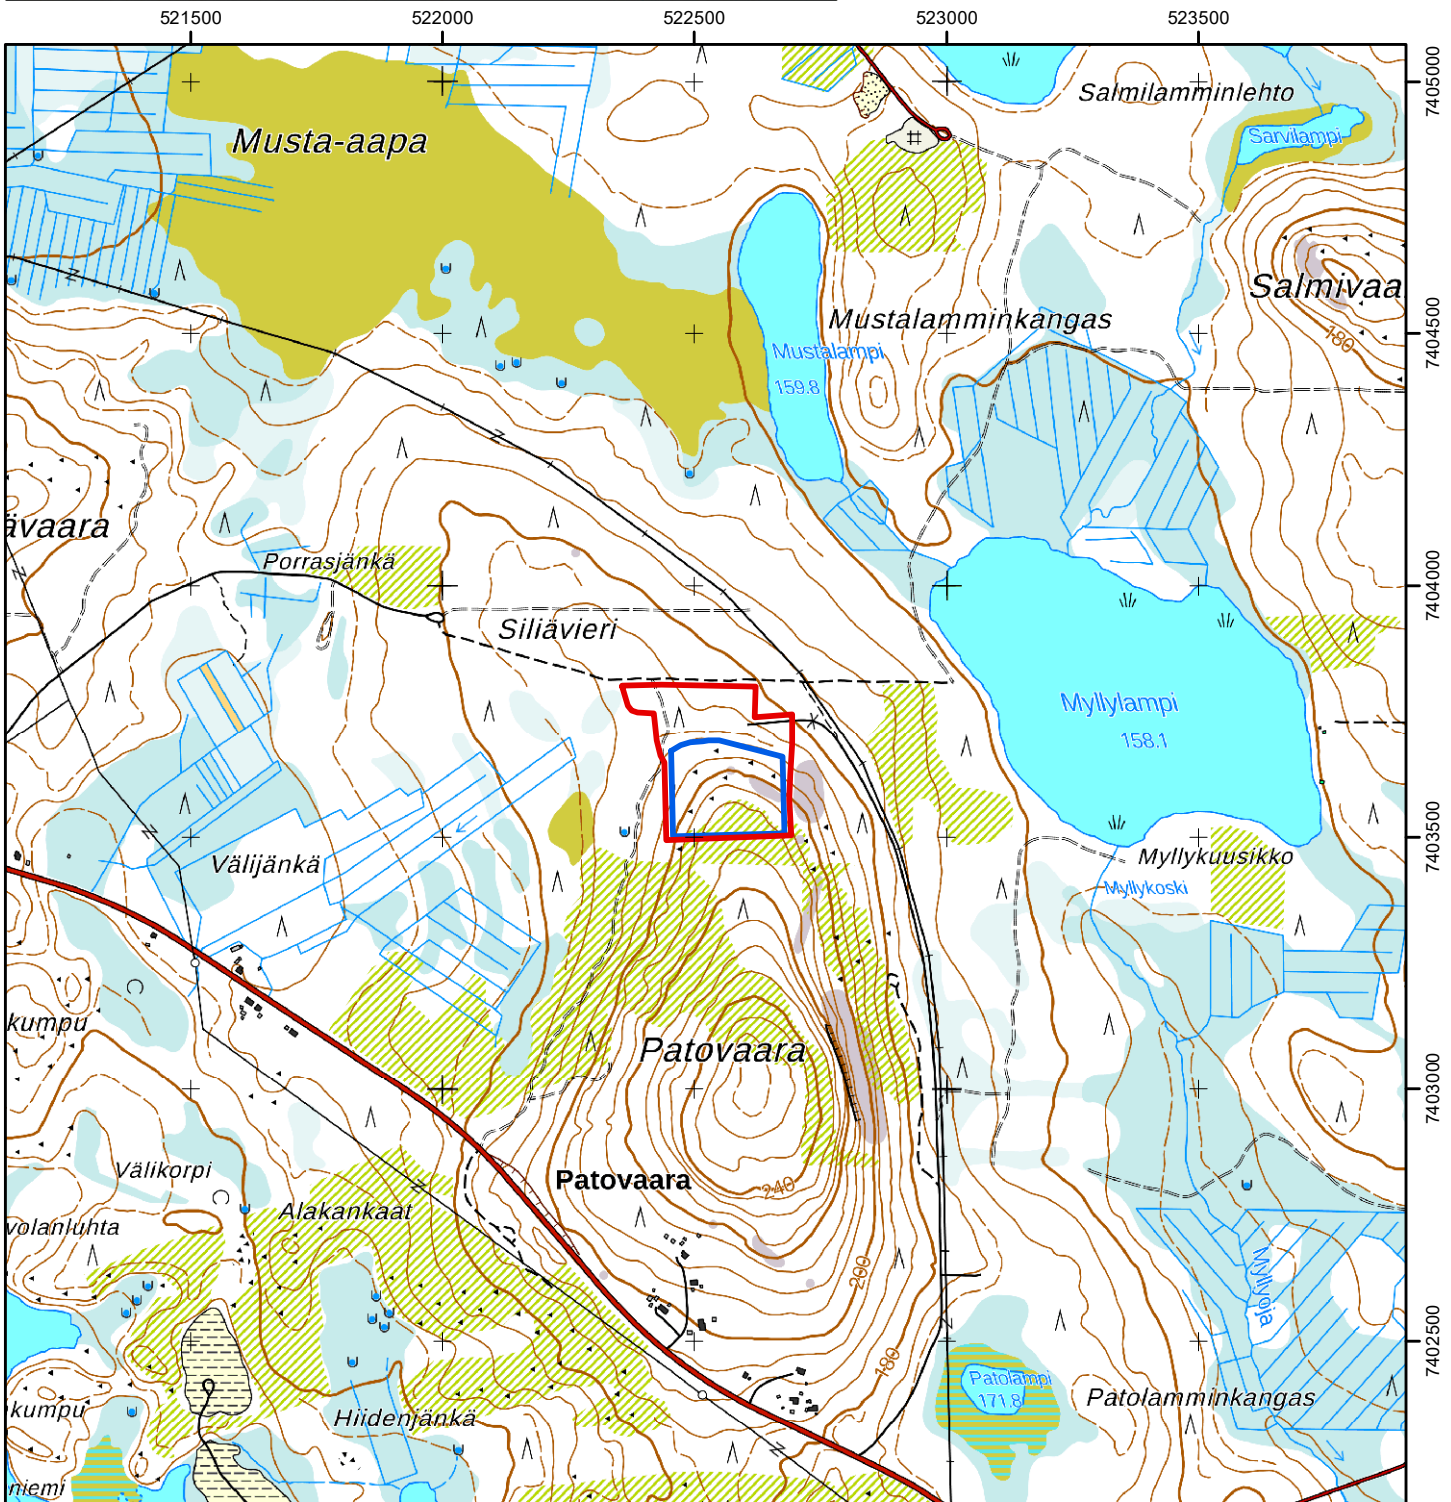 521500 522000 522500 523000 523500
7405000
Salmilamminlehto
Musta-aapa
Sarvilampi
Salmivaa
Mustalamminkangas
7404500
180
Mustalampi
159.8
ävaara
Porrasjänkä
7404000
Siliävieri
Myllylampi
158.1
7403500
Välijänkä
Myllykuusikko
Myllykoski
kumpu
Patovaara
7403000
Välikorpi
Patovaara
240
Alakankaat
volanluhta
200
Myllyoja
7402500
180
Patolampi
171.8
Patolamminkangas
kumpu
Hiidenjänkä
niemi